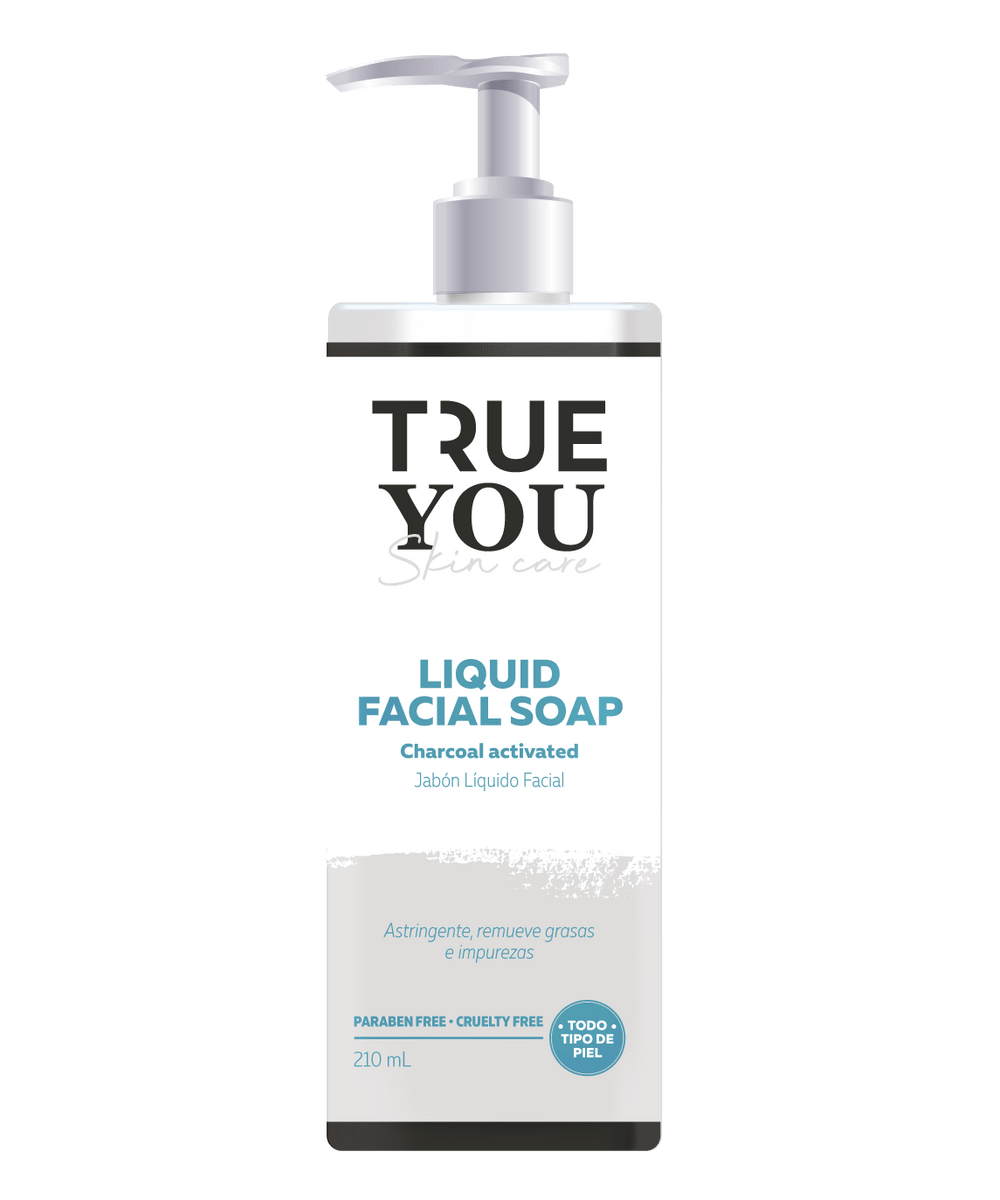 TRUE
YOU
Skin care
LIQUID
FACIAL SOAP
Charcoal activated
Jabón Líquido Facial
Astringente, remueve grasas
e impurezas
PARABEN FREE • CRUELTY FREE
210 mL
• TODO •
TIPO DE
PIEL